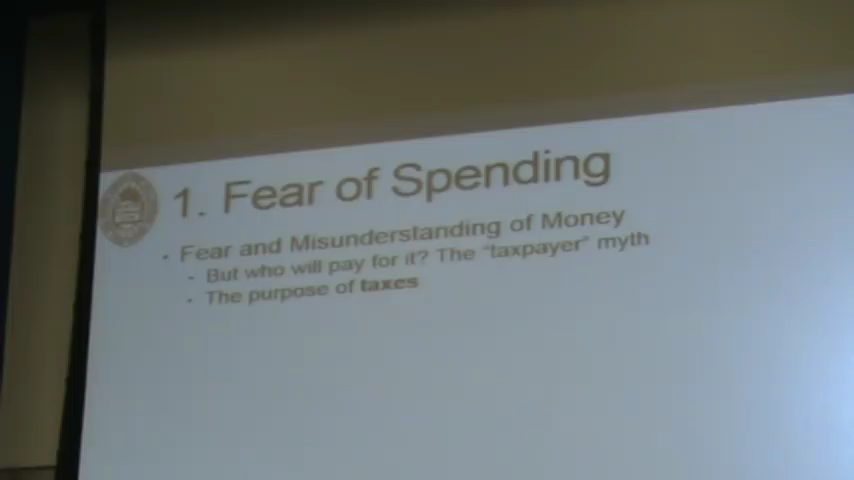 1. Fear of Spending
• Fear and Misunderstanding of Money
- But who will pay for it? The "taxpayer" myth
• The purpose of taxes